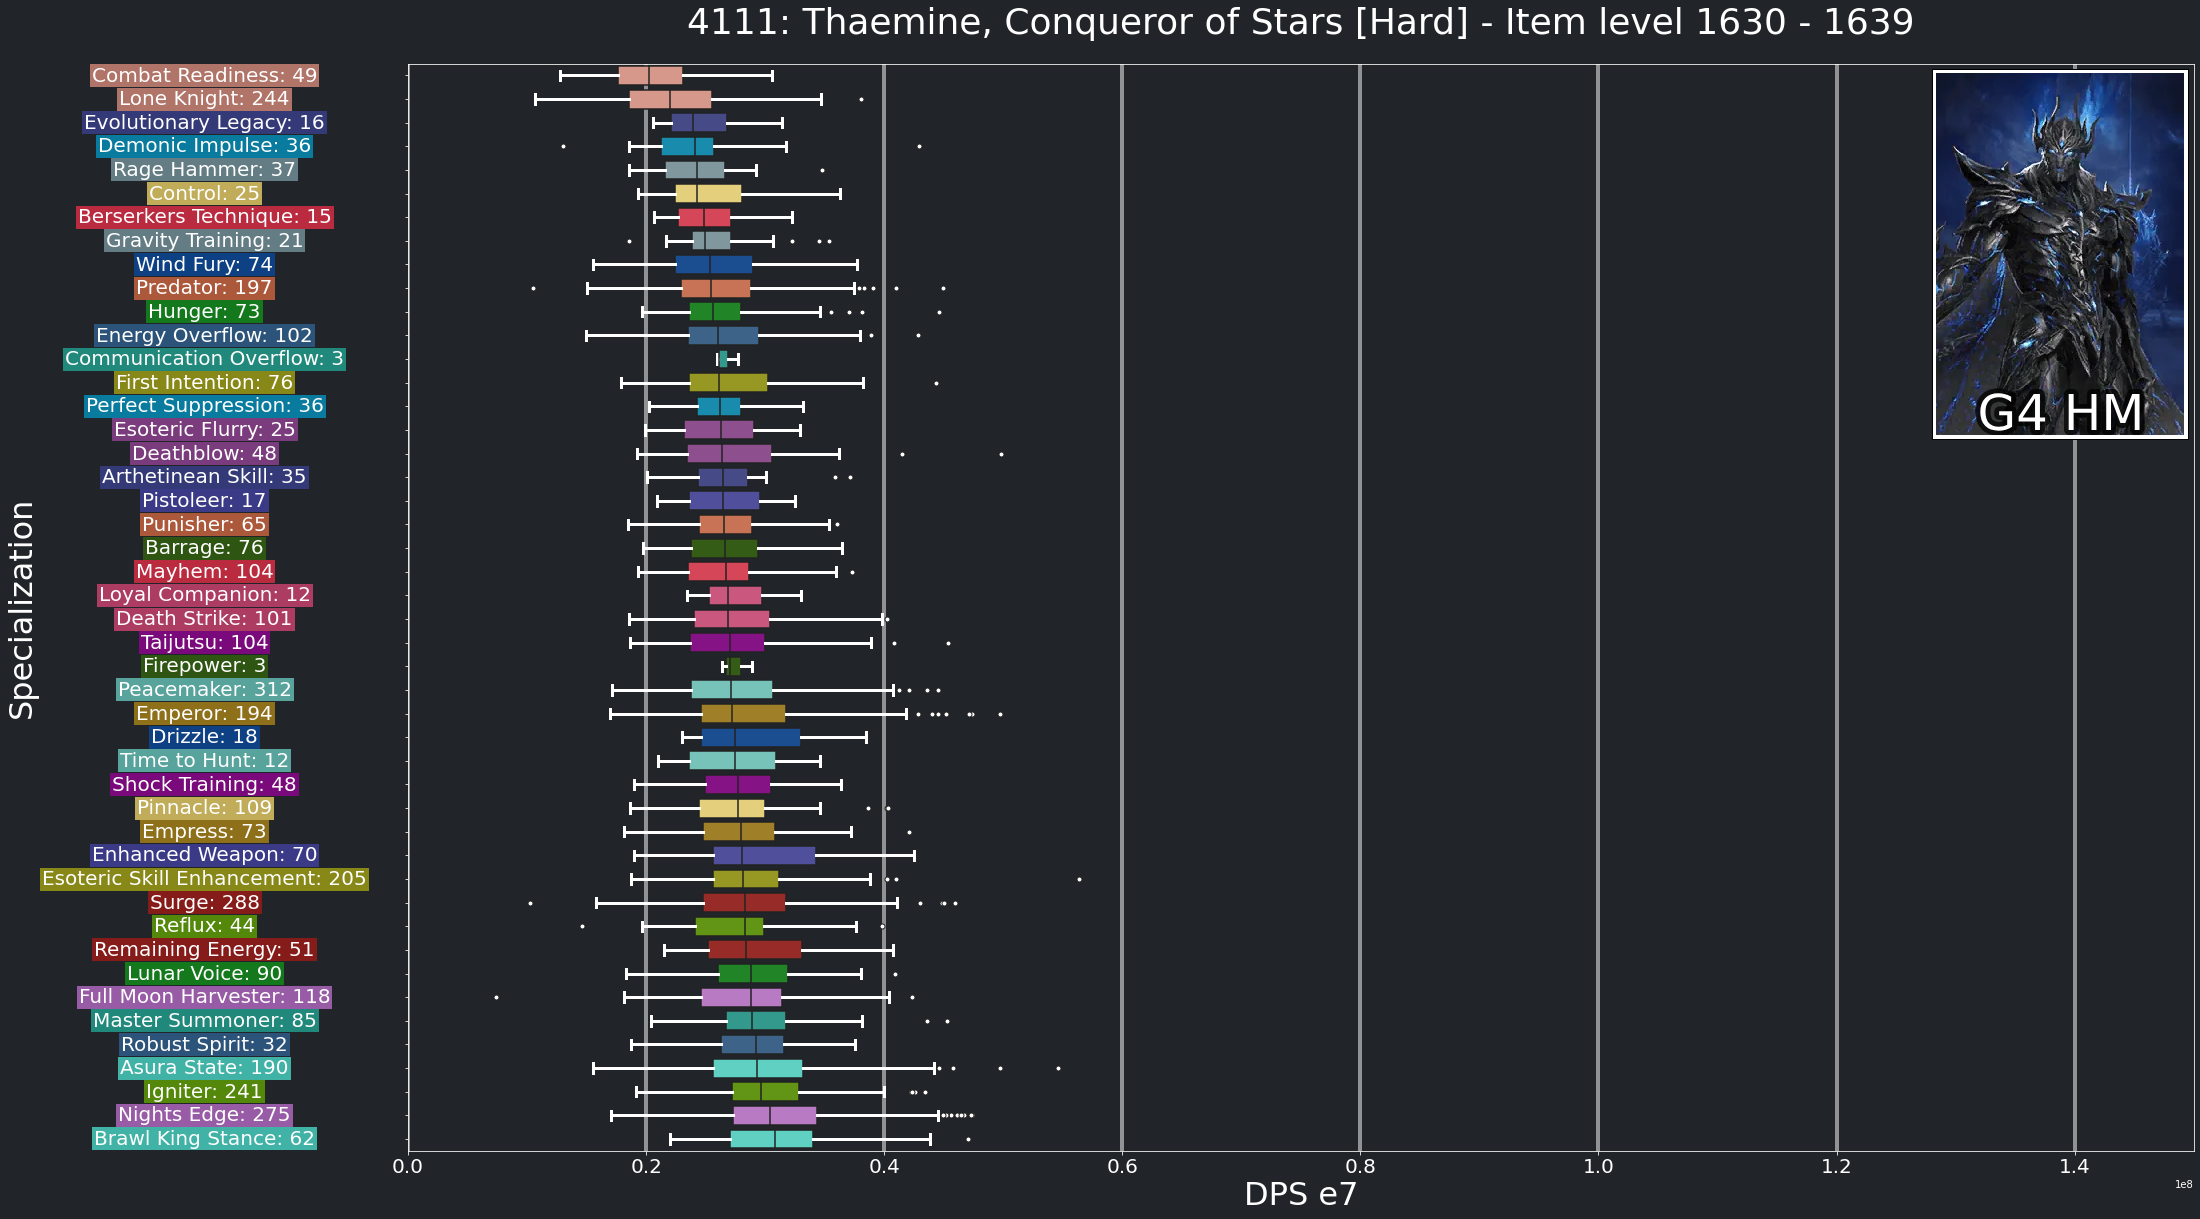 4111: Thaemine, Conqueror of Stars [Hard] - Item level 1630 - 1639
Combat Readiness: 49
Lone Knight: 244
Evolutionary Legacy: 16
Demonic Impulse: 36
Rage Hammer: 37
Control: 25
Berserkers Technique: 15
Gravity Training: 21
Wind Fury: 74
Predator: 197
Hunger: 73
Energy Overflow: 102
Communication Overflow: 3
First Intention: 76
Perfect Suppression: 36
Esoteric Flurry: 25
Deathblow: 48
Arthetinean Skill: 35
Pistoleer: 17
Punisher: 65
Barrage: 76
Mayhem: 104
Loyal Companion: 12
Death Strike: 101
Taijutsu: 104
Firepower: 3
Peacemaker: 312
Emperor: 194
Drizzle: 18
Time to Hunt: 12
Shock Training: 48
Pinnacle: 109
Empress: 73
Enhanced Weapon: 70
Esoteric Skill Enhancement: 205
Surge: 288
Reflux: 44
Remaining Energy: 51
Lunar Voice: 90
Full Moon Harvester: 118
Master Summoner: 85
Robust Spirit: 32
Asura State: 190
Igniter: 241
Nights Edge: 275
Brawl King Stance: 62
Specialization
G4 HM
0.0 0.2 0.4 0.6 0.8 1.0 1.2 1.4
1e8
DPS e7